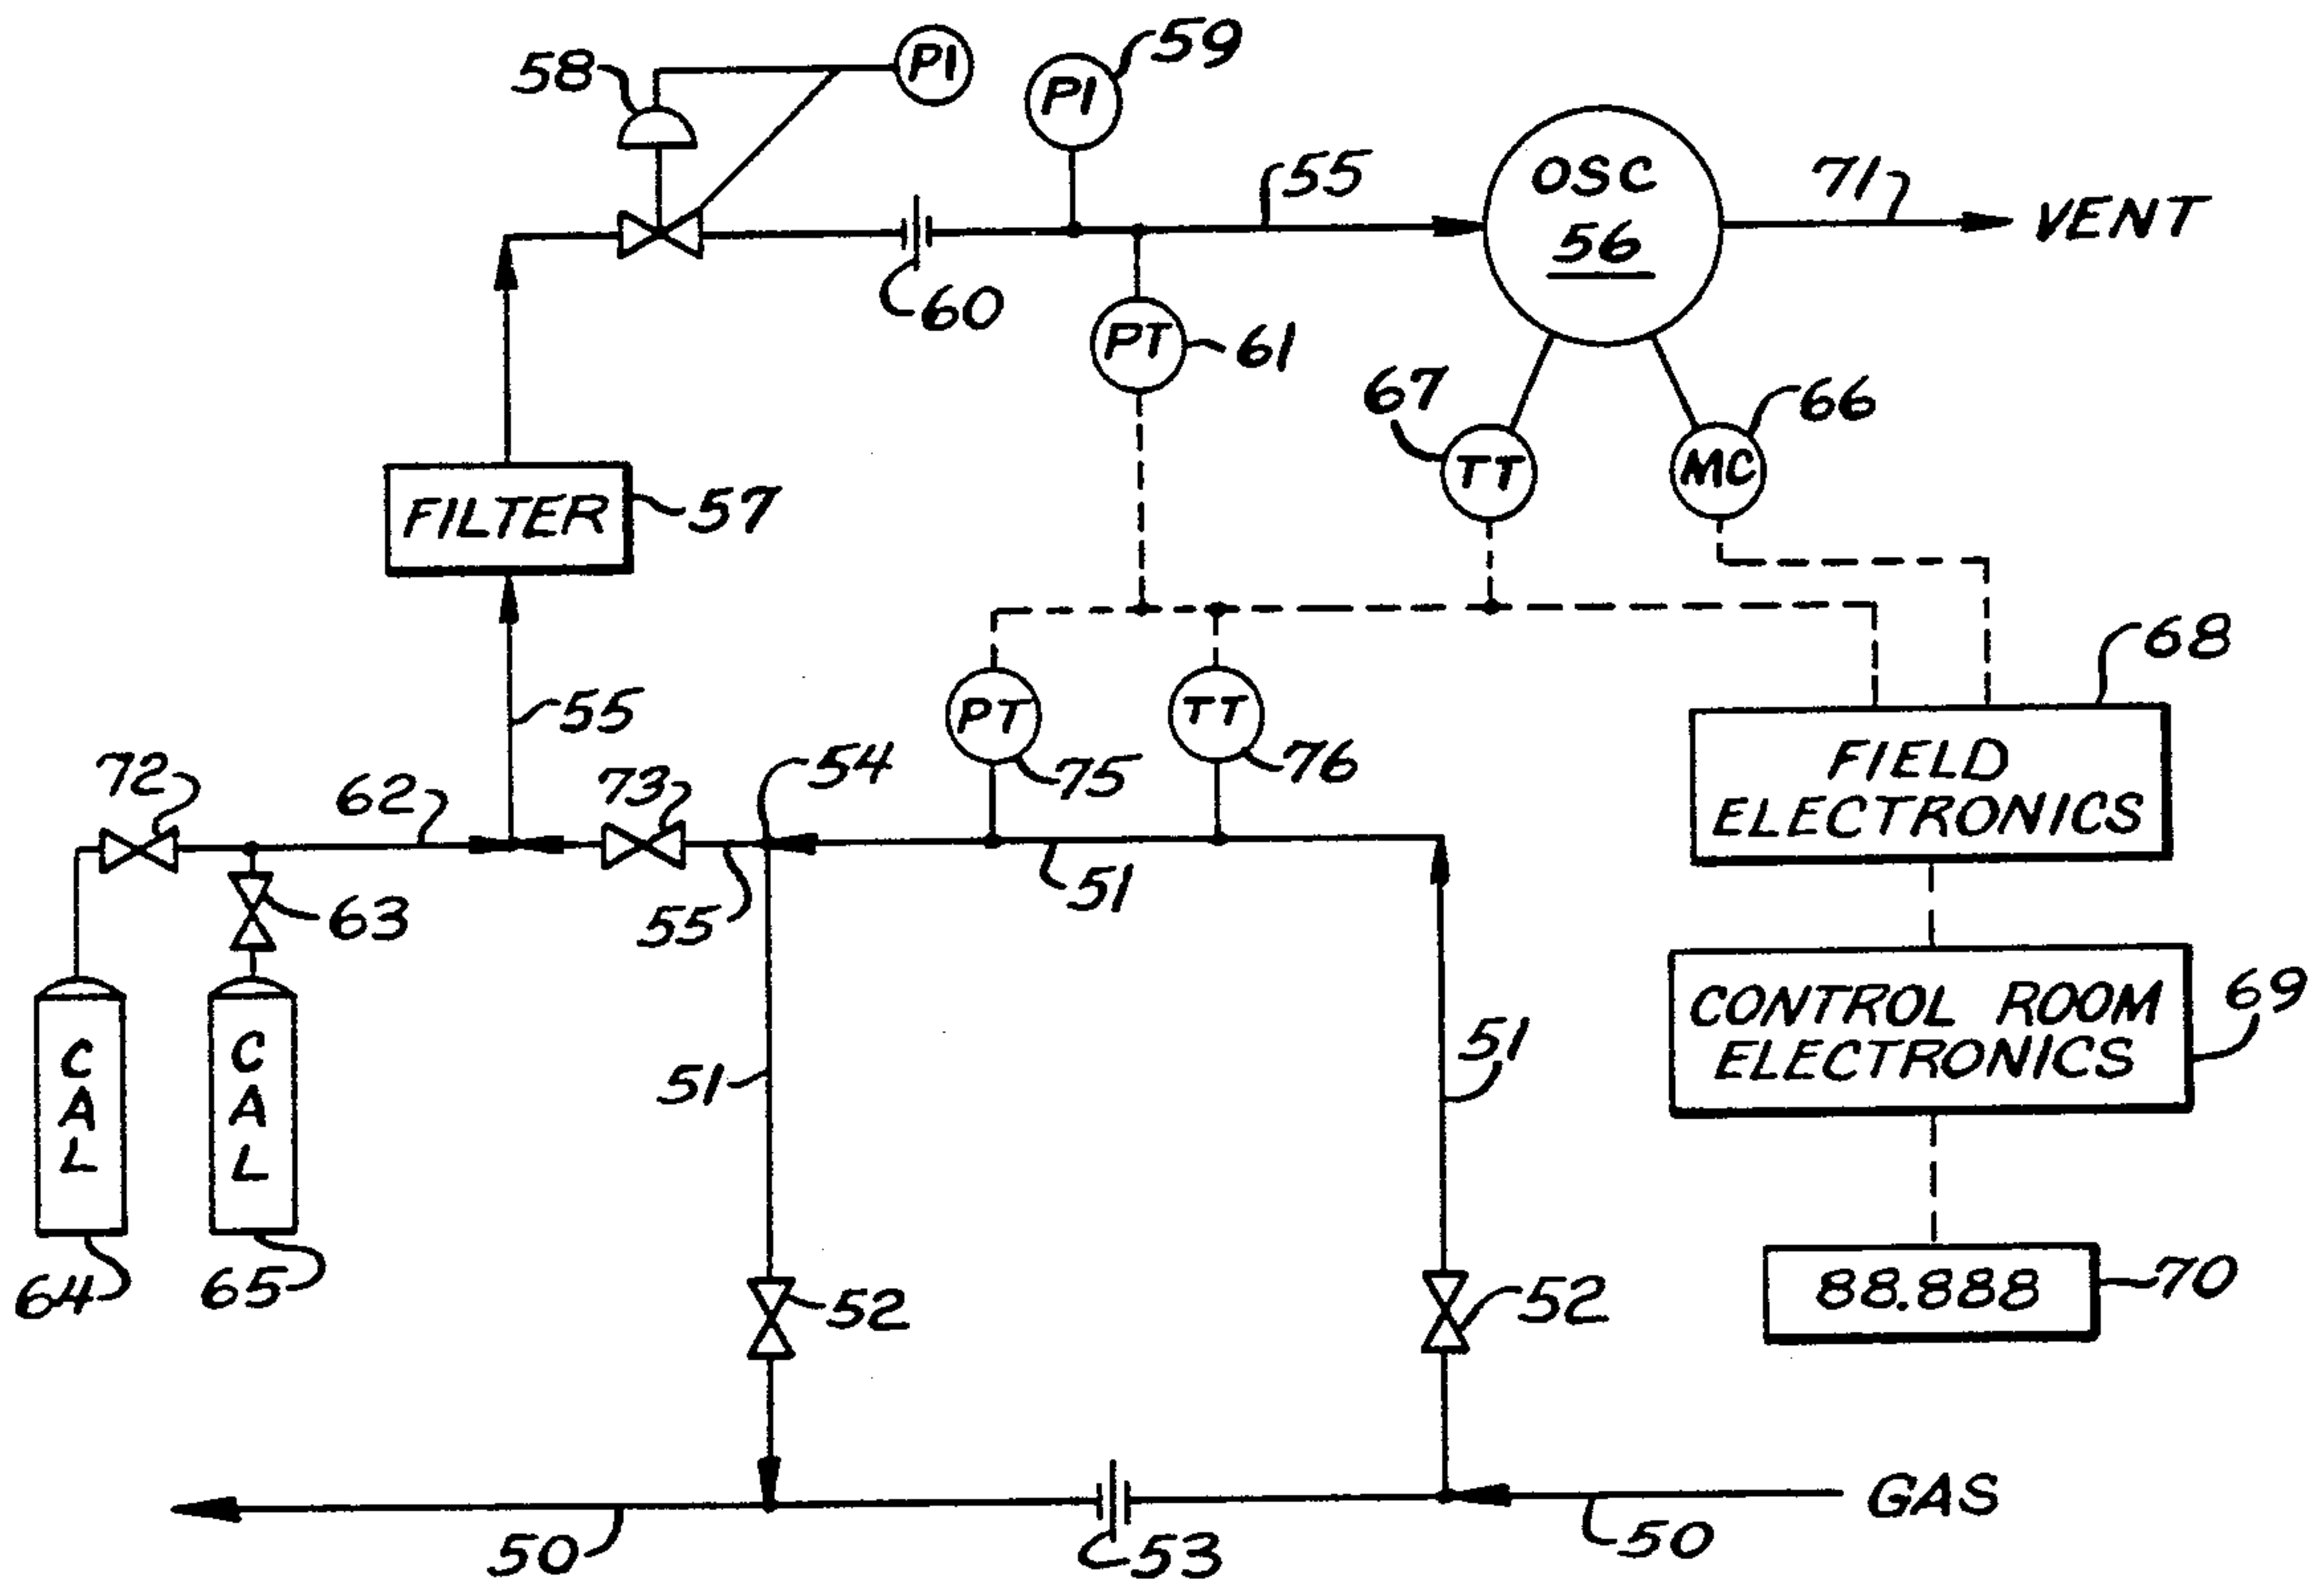 58
PI
PI
59
OSC
56
55
71
VENT
60
PT
61
67
TT
66
MC
FILTER
57
68
55
PT
75
TT
76
FIELD
ELECTRONICS
72
62
73
54
63
55
51
CAL
CAL
51
51
CONTROL ROOM
ELECTRONICS
69
64
65
52
52
88.888
70
50
53
50
GAS